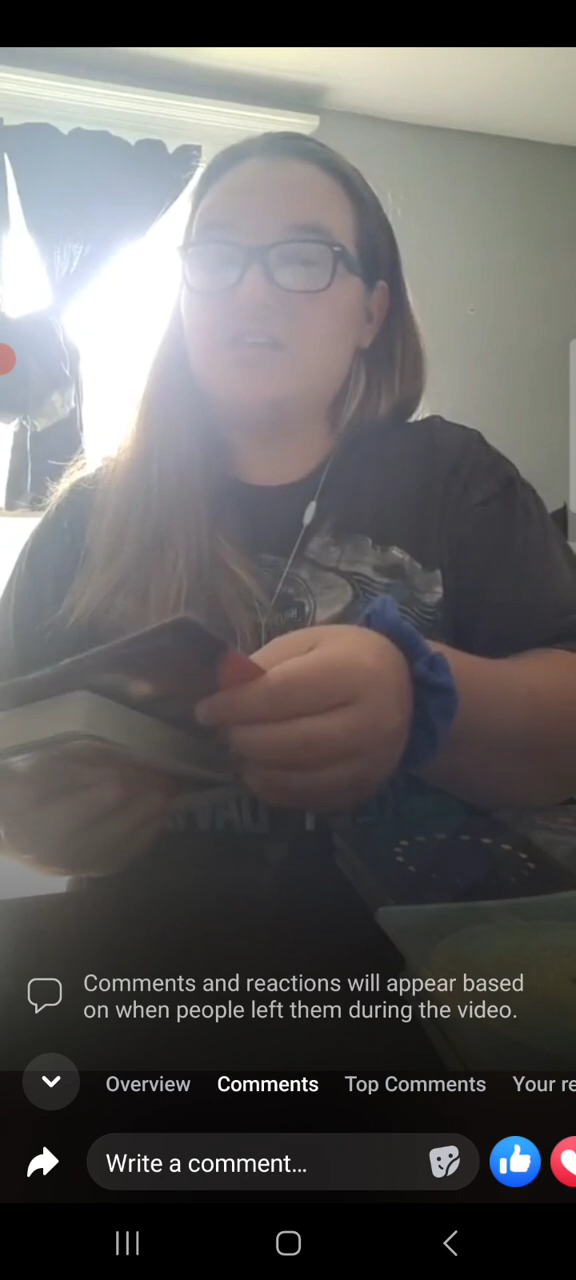 Comments and reactions will appear based
on when people left them during the video.
Overview Comments Top Comments Your re
Write a comment...